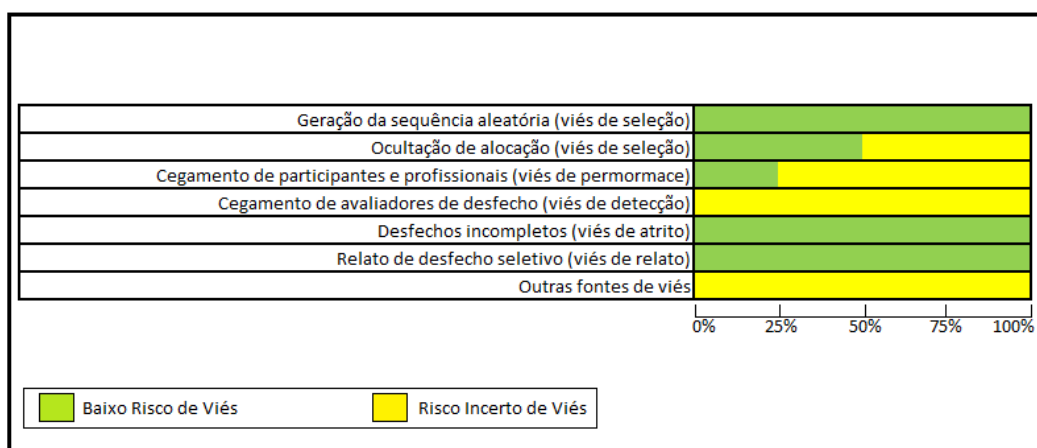 Geração da sequência aleatória (viés de seleção)
Ocultação de alocação (viés de seleção)
Cegamento de participantes e profissionais (viés de permormace)
Cegamento de avaliadores de desfecho (viés de detecção)
Desfechos incompletos (viés de atrito)
Relato de desfecho seletivo (viés de relato)
Outras fontes de viés
0% 25% 50% 75% 100%
Baixo Risco de Viés Risco Incerto de Viés